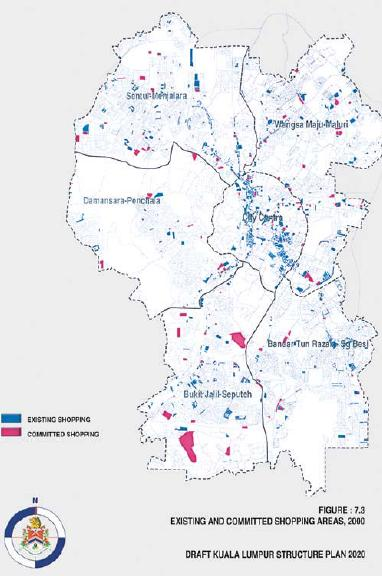 Sentul-Menjalara
Wangsa Maju-Maluri
Damansara-Penchala
City Centre
Bandar Tun Razak - Sg Besi
Bukit Jalil-Seputeh
EXISTING SHOPPING
COMMITTED SHOPPING
N
FIGURE : 7.3
EXISTING AND COMMITTED SHOPPING AREAS, 2000
DRAFT KUALA LUMPUR STRUCTURE PLAN 2020